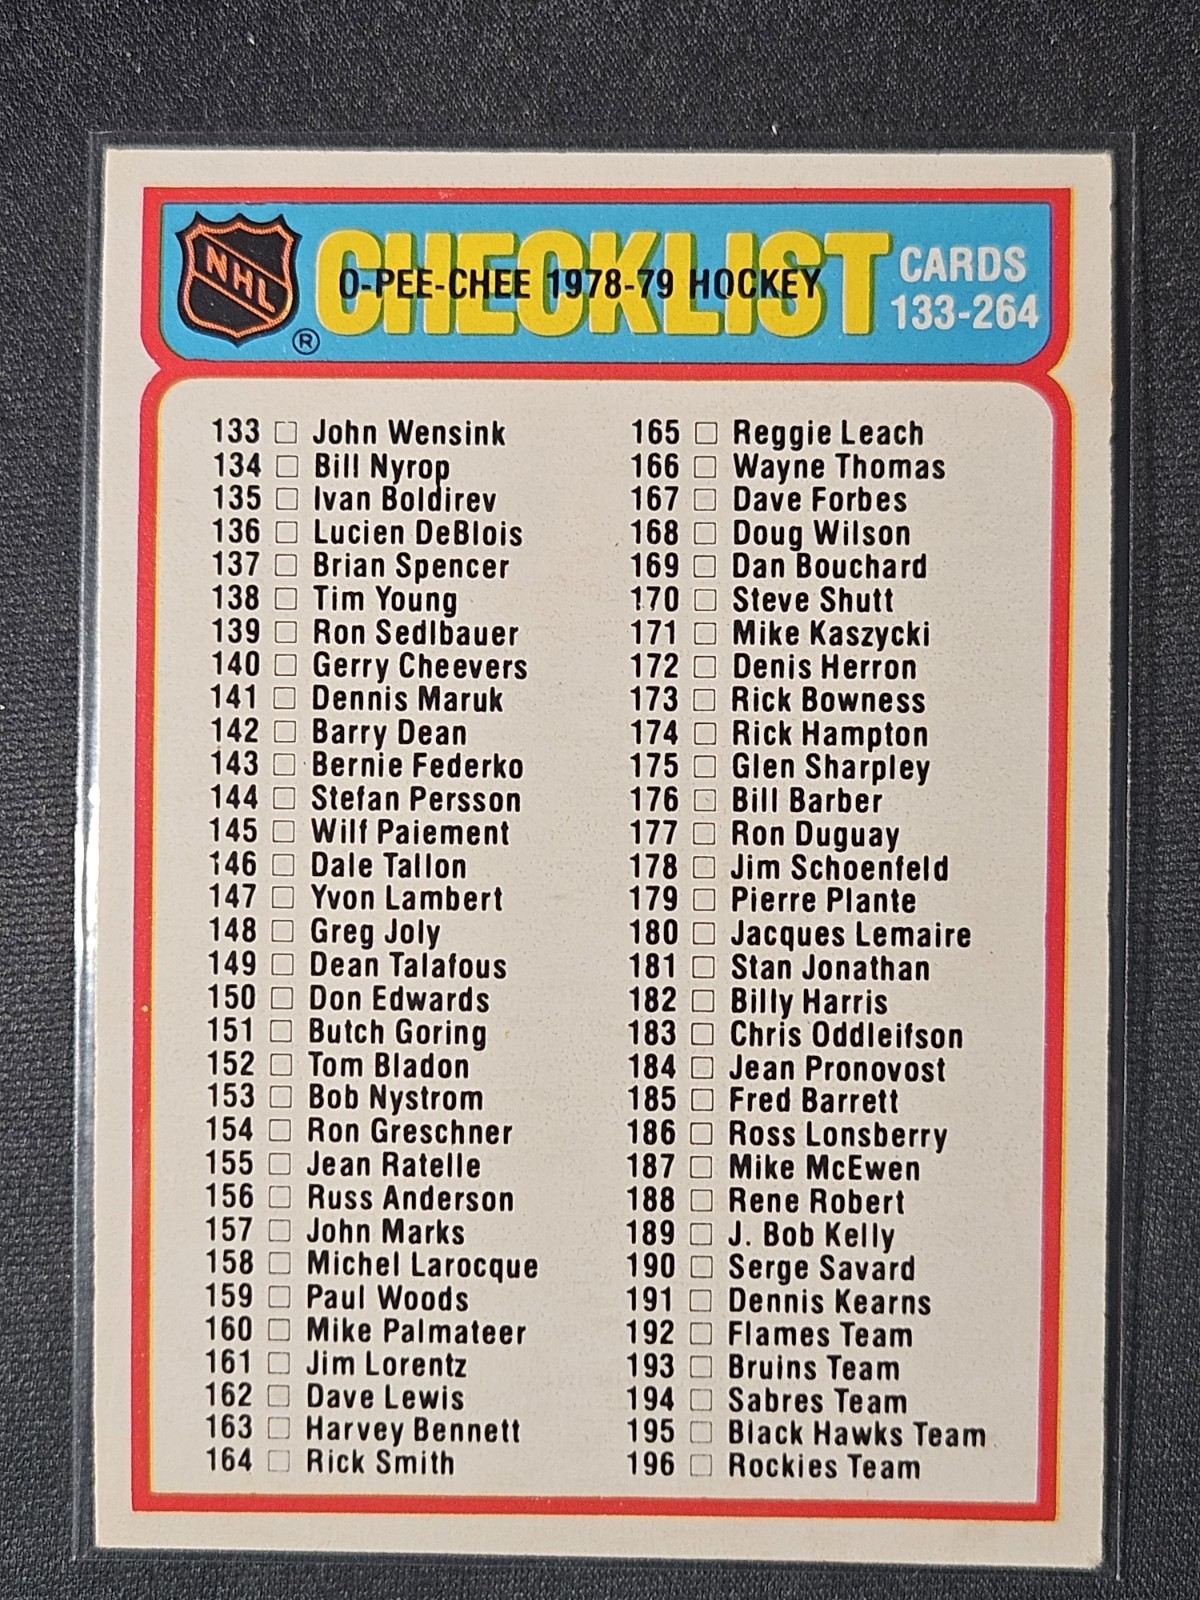 NHL
®
CHECKLIST
O-PEE-CHEE 1978-79 HOCKEY
CARDS
133-264
133 □ John Wensink
134 □ Bill Nyrop
135 □ Ivan Boldirev
136 □ Lucien DeBlois
137 □ Brian Spencer
138 □ Tim Young
139 □ Ron Sedlbauer
140 □ Gerry Cheevers
141 □ Dennis Maruk
142 □ Barry Dean
143 □ Bernie Federko
144 □ Stefan Persson
145 □ Wilf Paiement
146 □ Dale Tallon
147 □ Yvon Lambert
148 □ Greg Joly
149 □ Dean Talafous
150 □ Don Edwards
151 □ Butch Goring
152 □ Tom Bladon
153 □ Bob Nystrom
154 □ Ron Greschner
155 □ Jean Ratelle
156 □ Russ Anderson
157 □ John Marks
158 □ Michel Larocque
159 □ Paul Woods
160 □ Mike Palmateer
161 □ Jim Lorentz
162 □ Dave Lewis
163 □ Harvey Bennett
164 □ Rick Smith
165 □ Reggie Leach
166 □ Wayne Thomas
167 □ Dave Forbes
168 □ Doug Wilson
169 □ Dan Bouchard
170 □ Steve Shutt
171 □ Mike Kaszycki
172 □ Denis Herron
173 □ Rick Bowness
174 □ Rick Hampton
175 □ Glen Sharpley
176 □ Bill Barber
177 □ Ron Duguay
178 □ Jim Schoenfeld
179 □ Pierre Plante
180 □ Jacques Lemaire
181 □ Stan Jonathan
182 □ Billy Harris
183 □ Chris Oddleifson
184 □ Jean Pronovost
185 □ Fred Barrett
186 □ Ross Lonsberry
187 □ Mike McEwen
188 □ Rene Robert
189 □ J. Bob Kelly
190 □ Serge Savard
191 □ Dennis Kearns
192 □ Flames Team
193 □ Bruins Team
194 □ Sabres Team
195 □ Black Hawks Team
196 □ Rockies Team